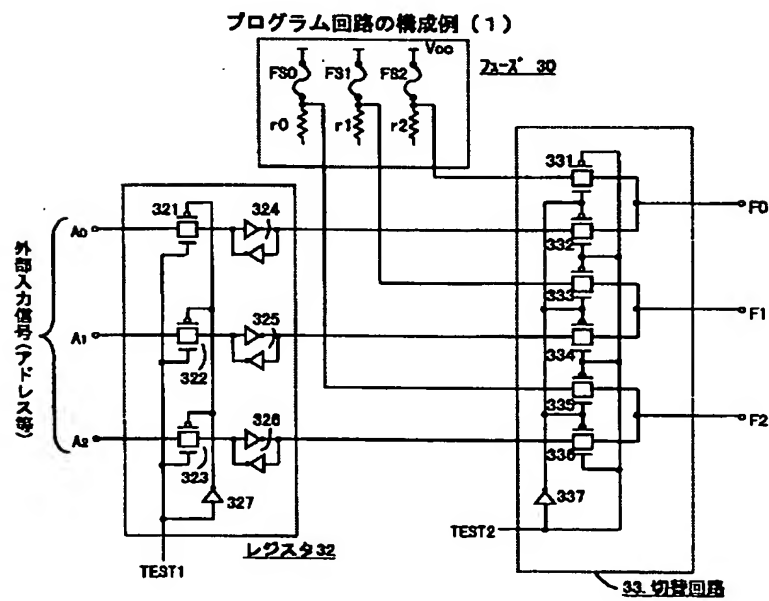 プログラム回路の構成例（１）
Vcc
FS0 FS1 FS2
r0 r1 r2
フューズ 30
外部入力信号(アドレス等)
A0
A1
A2
321
322
323
324
325
326
327
TEST1
レジスタ32
331
332
333
334
335
336
337
TEST2
F0
F1
F2
33 切替回路